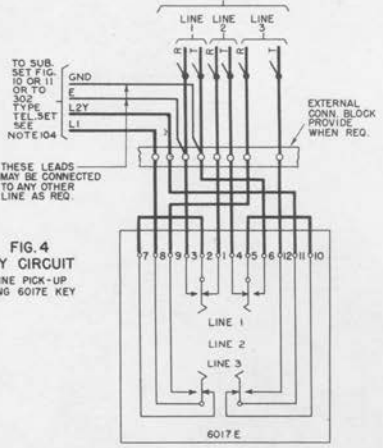 LINE LINE LINE
1 2 3
R T R T R T
TO SUB.
SET FIG.
10 OR 11
OR TO
302
TYPE
TEL.SET
SEE
NOTE 104
GND
E
L2Y
L1
EXTERNAL
CONN. BLOCK
PROVIDE
WHEN REQ.
THESE LEADS
MAY BE CONNECTED
TO ANY OTHER
LINE AS REQ.
FIG. 4
Y CIRCUIT
INE PICK-UP
NG 6017E KEY
7 8 9 3 2 1 4 5 6 12 11 10
LINE 1
LINE 2
LINE 3
6017E